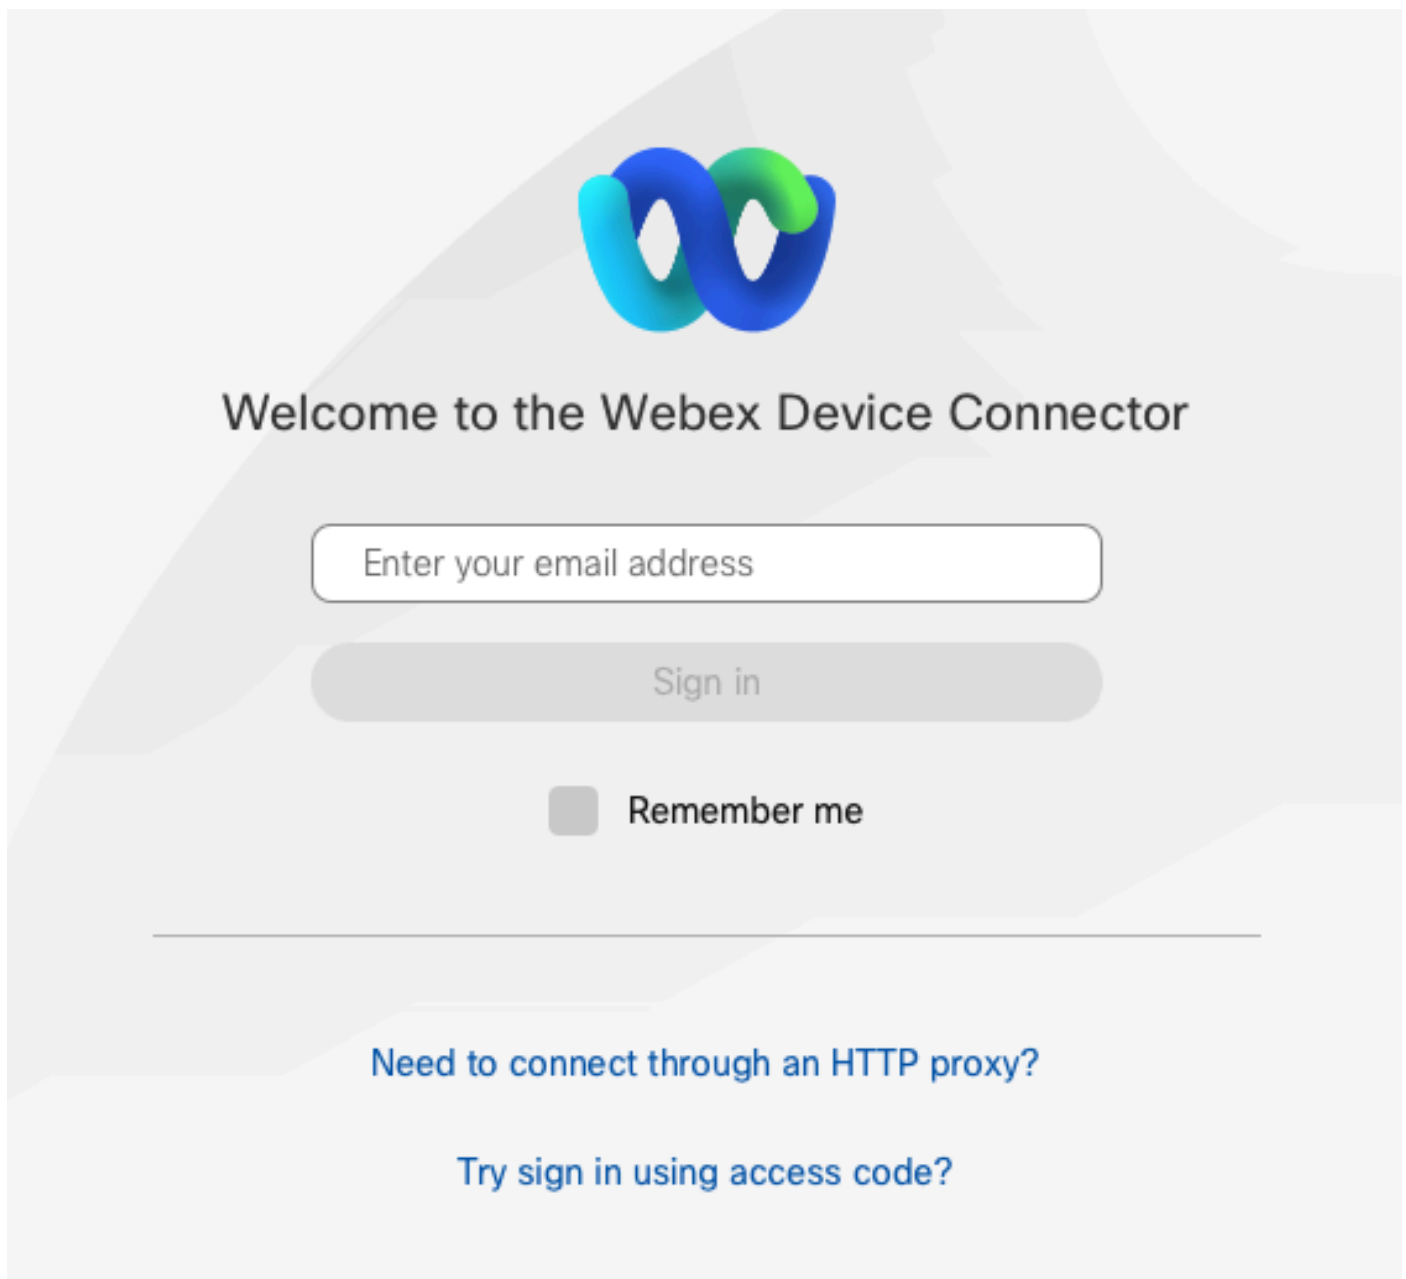 Welcome to the Webex Device Connector
Enter your email address
Sign in
Remember me
Need to connect through an HTTP proxy?
Try sign in using access code?